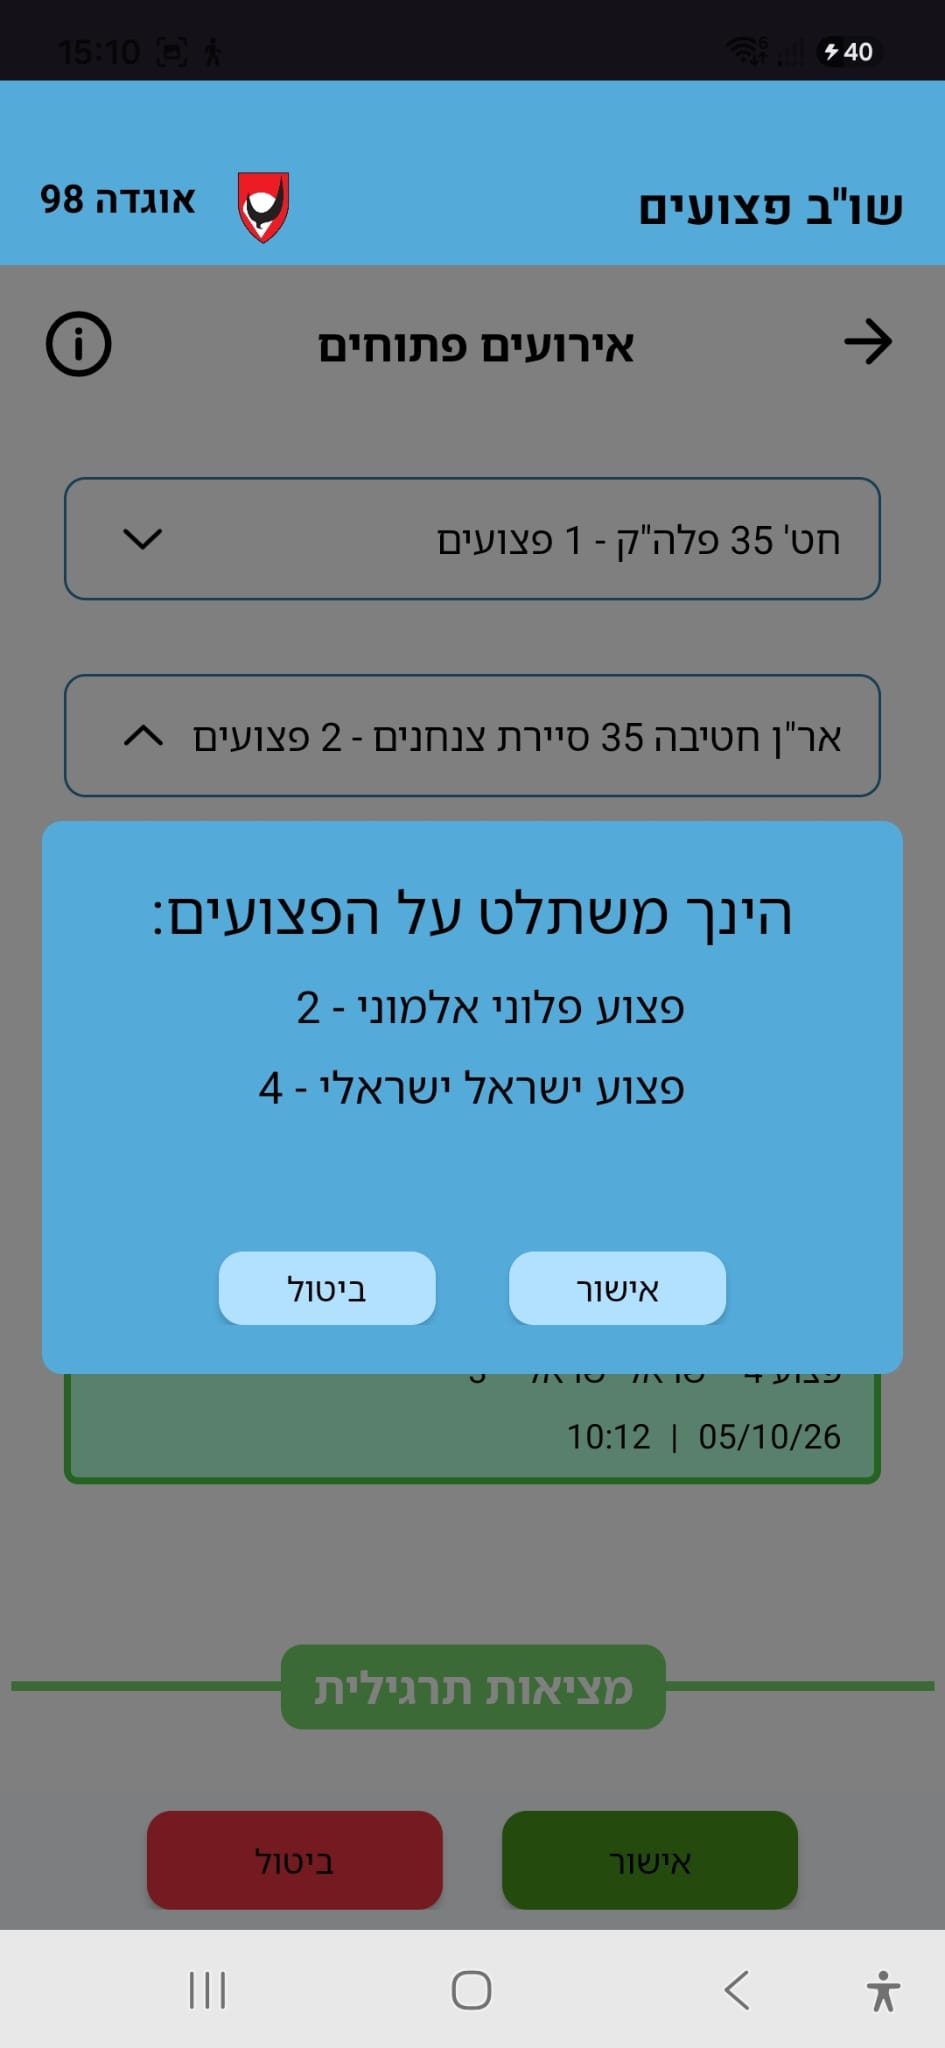 15:10
6
40
שו"ב פצועים
אוגדה 98
אירועים פתוחים
חט' 35 פלה"ק - 1 פצועים
אר"ן חטיבה 35 סיירת צנחנים - 2 פצועים
הינך משתלט על הפצועים:
פצוע פלוני אלמוני - 2
פצוע ישראל ישראלי - 4
אישור
ביטול
05/10/26 | 10:12
מציאות תרגילית
אישור
ביטול